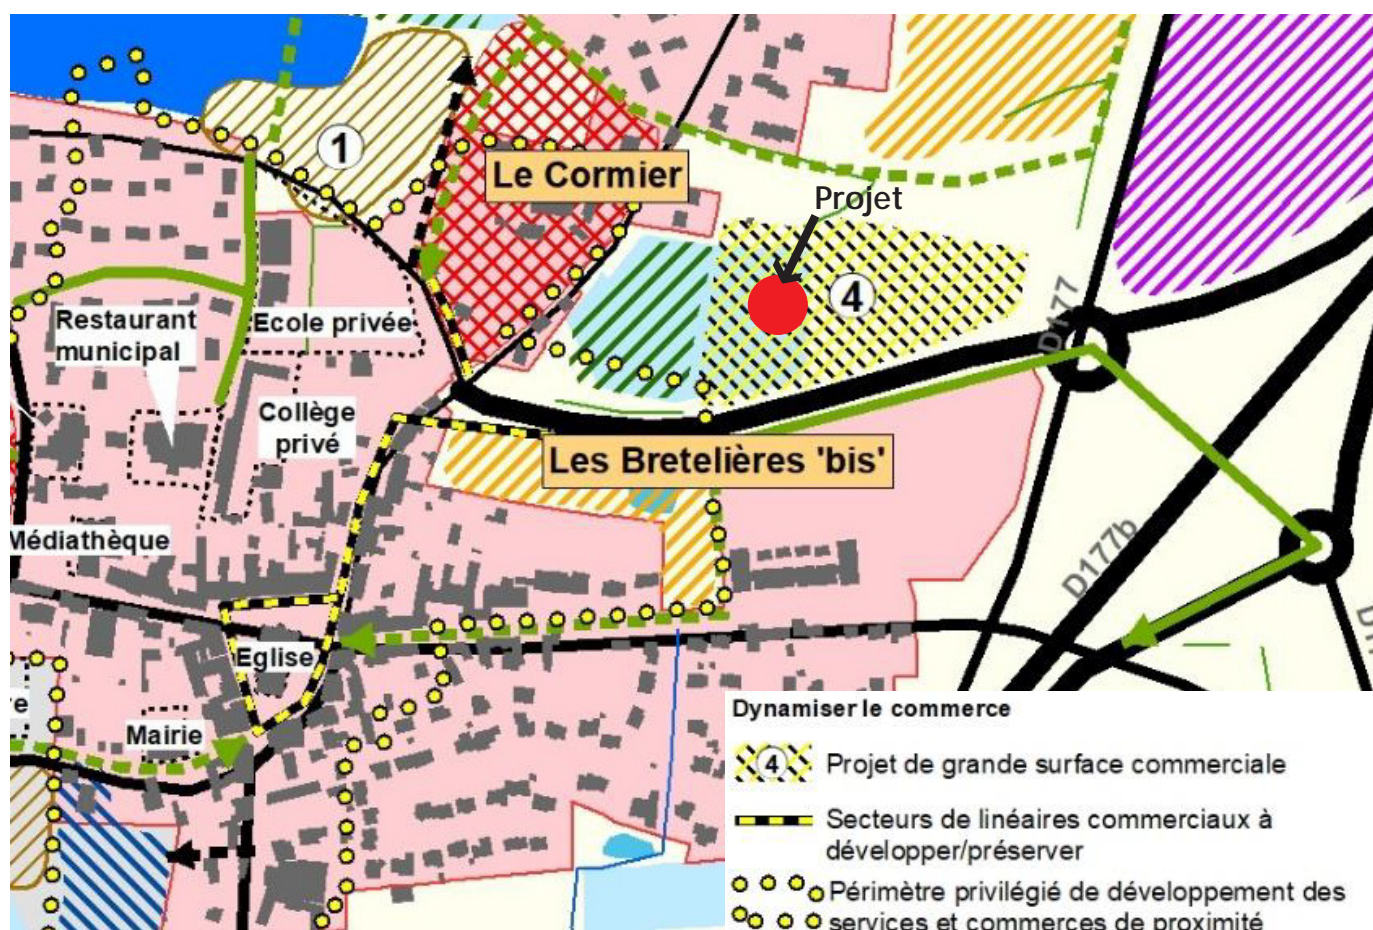 1
Le Cormier
Projet
4
D177
Restaurant
municipal
Ecole privée
Collège
privé
Les Bretelières 'bis'
Médiathèque
D177b
Eglise
re
Mairie
Dynamiser le commerce
4 Projet de grande surface commerciale
Secteurs de linéaires commerciaux à
développer/préserver
Périmètre privilégié de développement des
services et commerces de proximité